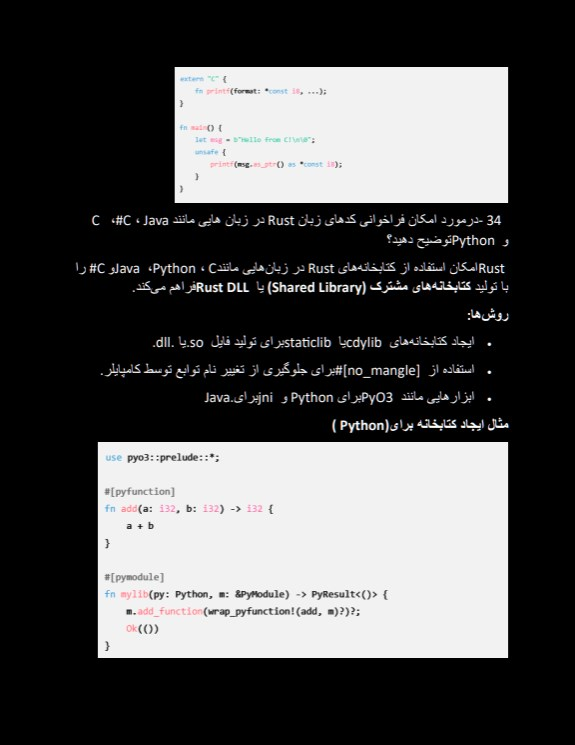 extern "C" {
    fn printf(format: *const i8, ...);
}
fn main() {
    let msg = b"Hello from C!\n\0";
    unsafe {
        printf(msg.as_ptr() as *const i8);
    }
}
34 -درمورد امکان فراخوانی کدهای زبان Rust در زبان هایی مانند C ،C# ، Java
و Pythonتوضیح دهید؟
Rustامکان استفاده از کتابخانه‌های Rust در زبان‌هایی مانندJava ،Python ، Cو C# را
با تولید کتابخانه‌های مشترک (Shared Library) یا Rust DLLفراهم می‌کند.
روش‌ها:
• ایجاد کتابخانه‌های cdylibیا staticlibبرای تولید فایل .soیا .dll.
• استفاده از #[no_mangle]برای جلوگیری از تغییر نام توابع توسط کامپایلر.
• ابزارهایی مانند PyO3برای Python و jniبرای.Java
مثال ایجاد کتابخانه برای(Python )
use pyo3::prelude::*;
#[pyfunction]
fn add(a: i32, b: i32) -> i32 {
    a + b
}
#[pymodule]
fn mylib(py: Python, m: &PyModule) -> PyResult<()> {
    m.add_function(wrap_pyfunction!(add, m)?)?;
    Ok(())
}